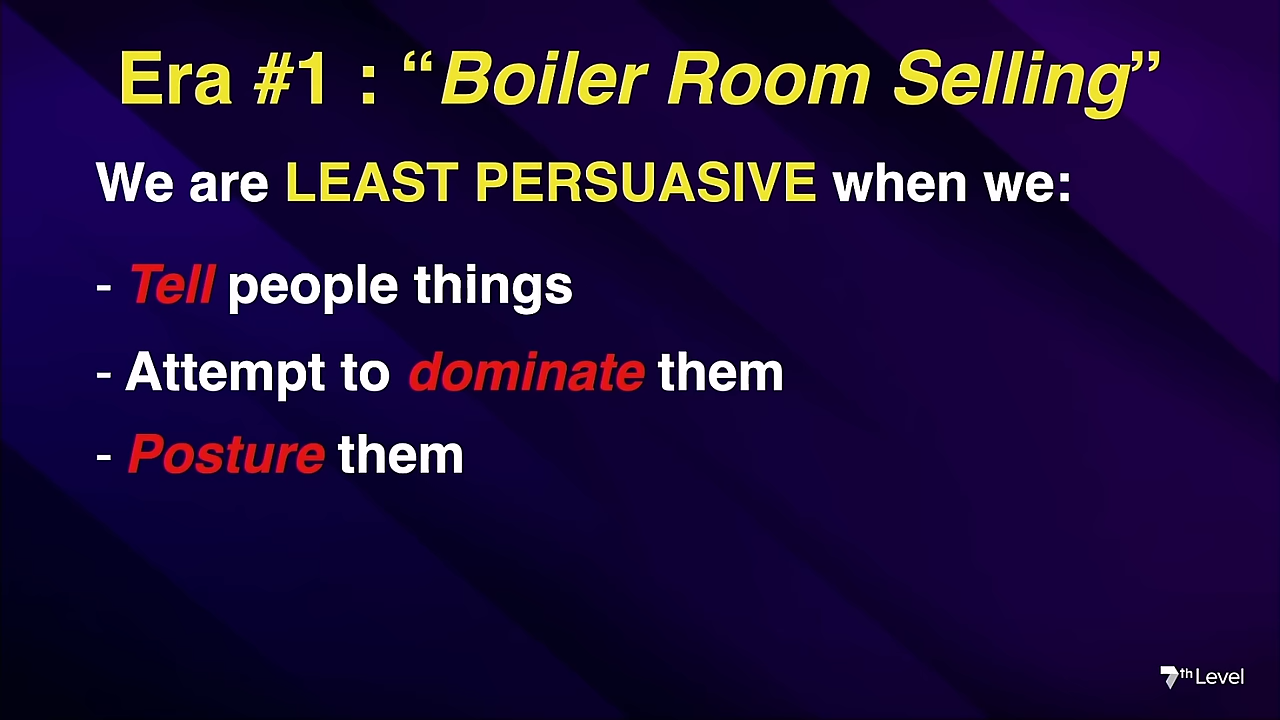 Era #1 : “Boiler Room Selling”
We are LEAST PERSUASIVE when we:
- Tell people things
- Attempt to dominate them
- Posture them
7th Level